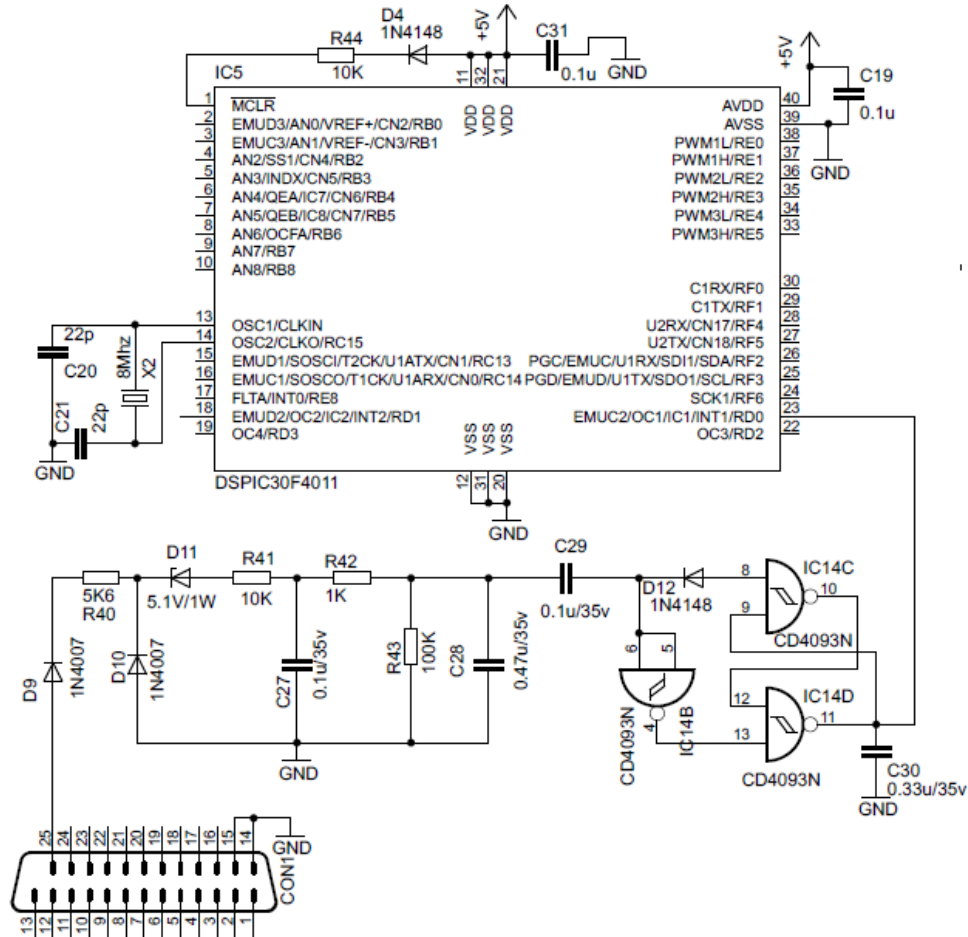 D4
1N4148
R44
10K
+5V
C31
0.1u
GND
+5V
C19
0.1u
GND
IC5
11
32
21
VDD
VDD
VDD
1 MCLR
2 EMUD3/AN0/VREF+/CN2/RB0
3 EMUC3/AN1/VREF-/CN3/RB1
4 AN2/SS1/CN4/RB2
5 AN3/INDX/CN5/RB3
6 AN4/QEA/IC7/CN6/RB4
7 AN5/QEB/IC8/CN7/RB5
8 AN6/OCFA/RB6
9 AN7/RB7
10 AN8/RB8
13 OSC1/CLKIN
14 OSC2/CLKO/RC15
15 EMUD1/SOSCI/T2CK/U1ATX/CN1/RC13
16 EMUC1/SOSCO/T1CK/U1ARX/CN0/RC14
17 FLTA/INT0/RE8
18 EMUD2/OC2/IC2/INT2/RD1
19 OC4/RD3
AVDD 40
AVSS 39
PWM1L/RE0 38
PWM1H/RE1 37
PWM2L/RE2 36
PWM2H/RE3 35
PWM3L/RE4 34
PWM3H/RE5 33
C1RX/RF0 30
C1TX/RF1 29
U2RX/CN17/RF4 28
U2TX/CN18/RF5 27
PGC/EMUC/U1RX/SDI1/SDA/RF2 26
PGD/EMUD/U1TX/SDO1/SCL/RF3 25
SCK1/RF6 24
EMUC2/OC1/IC1/INT1/RD0 23
OC3/RD2 22
VSS
VSS
VSS
12
31
20
GND
DSPIC30F4011
22p
C20
8Mhz
X2
C21
22p
GND
D11
5.1V/1W
5K6
R40
R41
10K
R42
1K
C29
0.1u/35v
D12
1N4148
8
9
10
IC14C
CD4093N
D9
1N4007
D10
1N4007
C27
0.1u/35v
R43
100K
C28
0.47u/35v
6
5
4
CD4093N
IC14B
12
13
11
IC14D
CD4093N
C30
0.33u/35v
GND
GND
GND
25 24 23 22 21 20 19 18 17 16 15 14
CON1
13 12 11 10 9 8 7 6 5 4 3 2 1